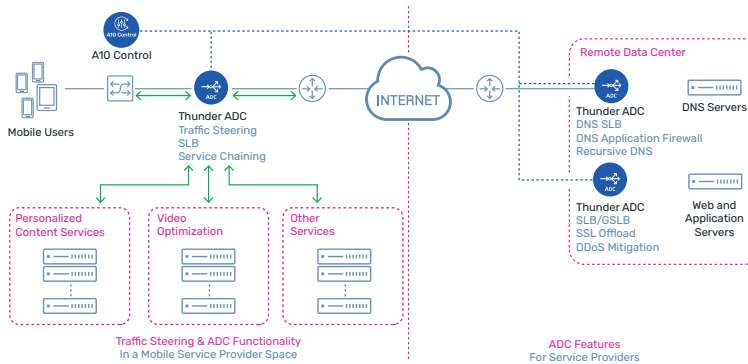 A10 Control
A10 Control
Mobile Users
ADC
Thunder ADC
Traffic Steering
SLB
Service Chaining
INTERNET
Remote Data Center
ADC
Thunder ADC
DNS SLB
DNS Application Firewall
Recursive DNS
DNS Servers
ADC
Thunder ADC
SLB/GSLB
SSL Offload
DDoS Mitigation
Web and
Application
Servers
Personalized
Content Services
Video
Optimization
Other
Services
Traffic Steering & ADC Functionality
In a Mobile Service Provider Space
ADC Features
For Service Providers